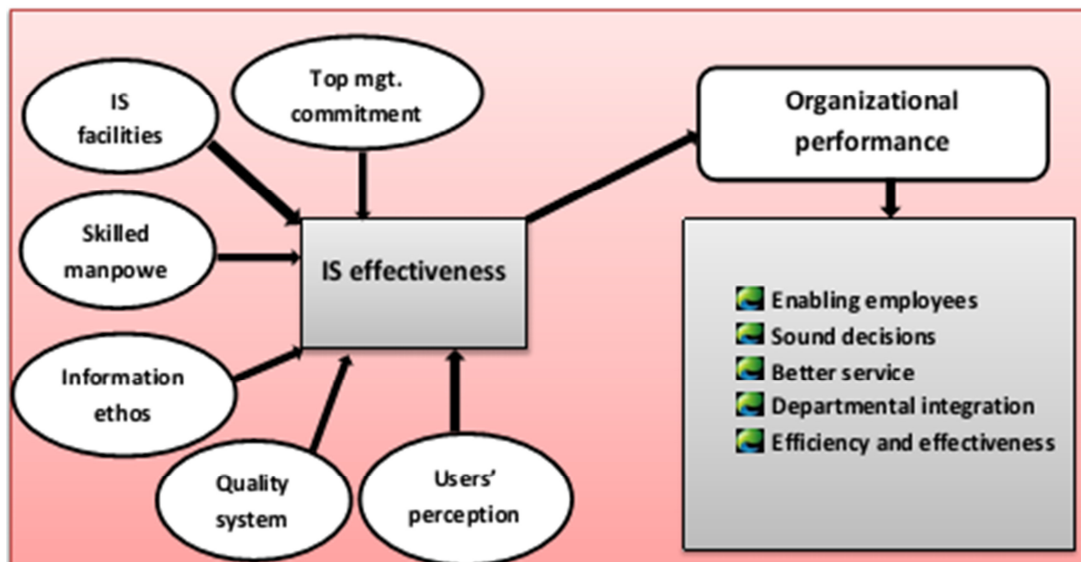 IS
facilities
Top mgt.
commitment
Organizational
performance
Skilled
manpowe
IS effectiveness
Enabling employees
Sound decisions
Better service
Departmental integration
Efficiency and effectiveness
Information
ethos
Quality
system
Users’
perception